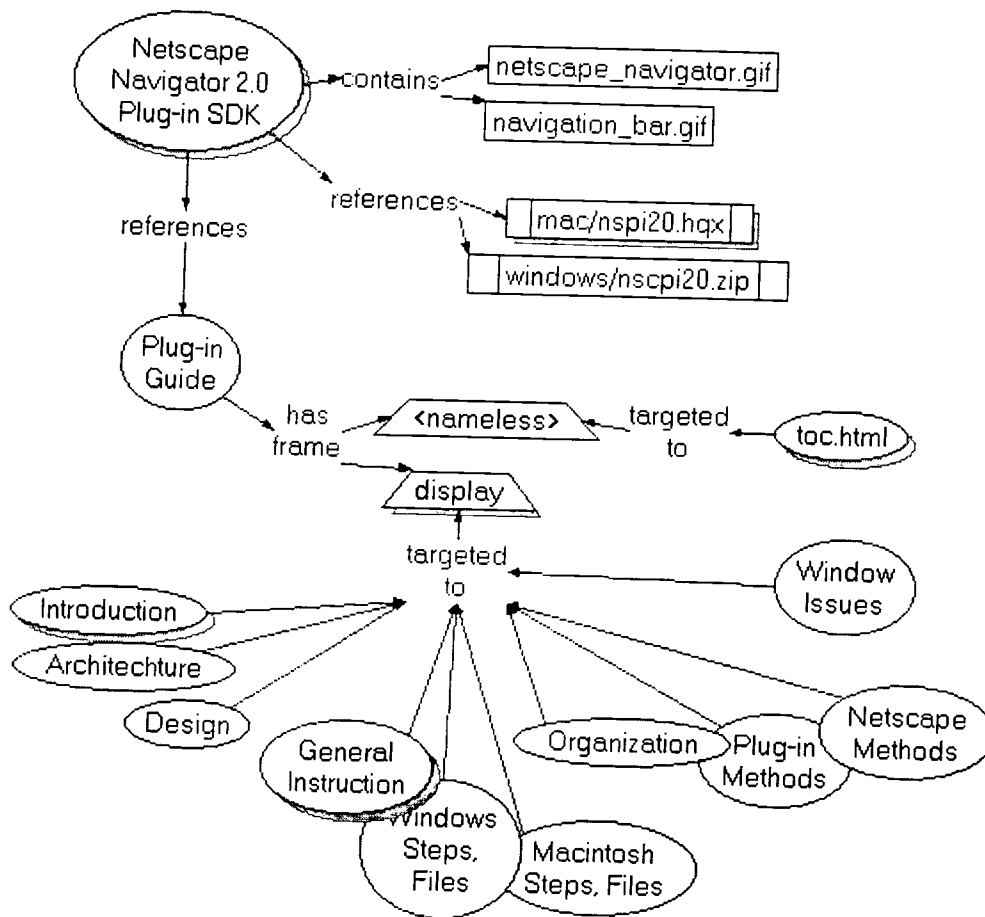 Netscape
Navigator 2.0
Plug-in SDK
contains
netscape_navigator.gif
navigation_bar.gif
references
mac/nspi20.hqx
windows/nscpi20.zip
references
Plug-in
Guide
has
frame
<nameless>
targeted
to
toc.html
display
targeted
to
Window
Issues
Introduction
Architechture
Design
General
Instruction
Windows
Steps,
Files
Macintosh
Steps, Files
Organization
Plug-in
Methods
Netscape
Methods